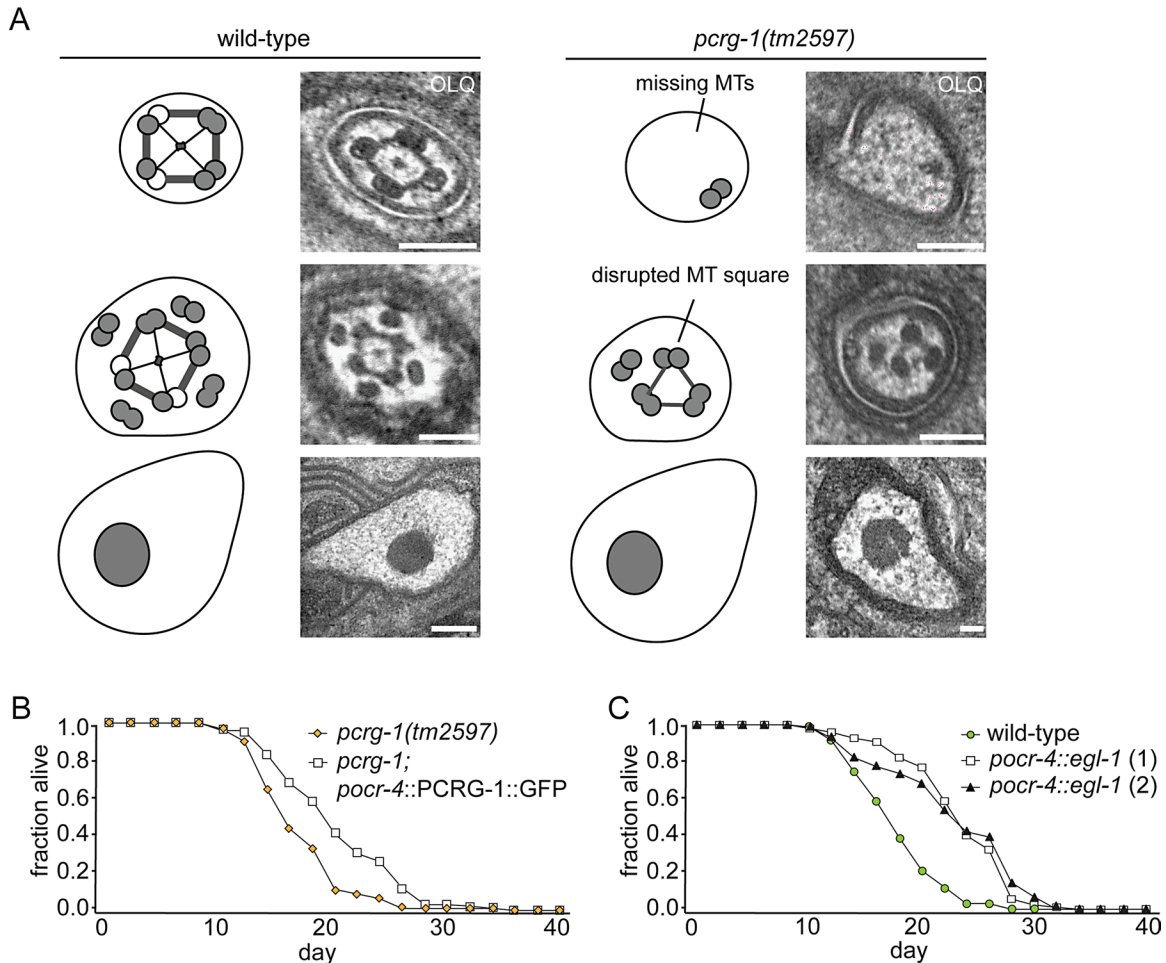 A
wild-type
pcrg-1(tm2597)
OLQ
missing MTs
OLQ
disrupted MT square
B
fraction alive
1.0
0.8
0.6
0.4
0.2
0.0
0
10
20
30
40
day
pcrg-1(tm2597)
pcrg-1;
pocr-4::PCRG-1::GFP
C
fraction alive
1.0
0.8
0.6
0.4
0.2
0.0
0
10
20
30
40
day
wild-type
pocr-4::egl-1 (1)
pocr-4::egl-1 (2)